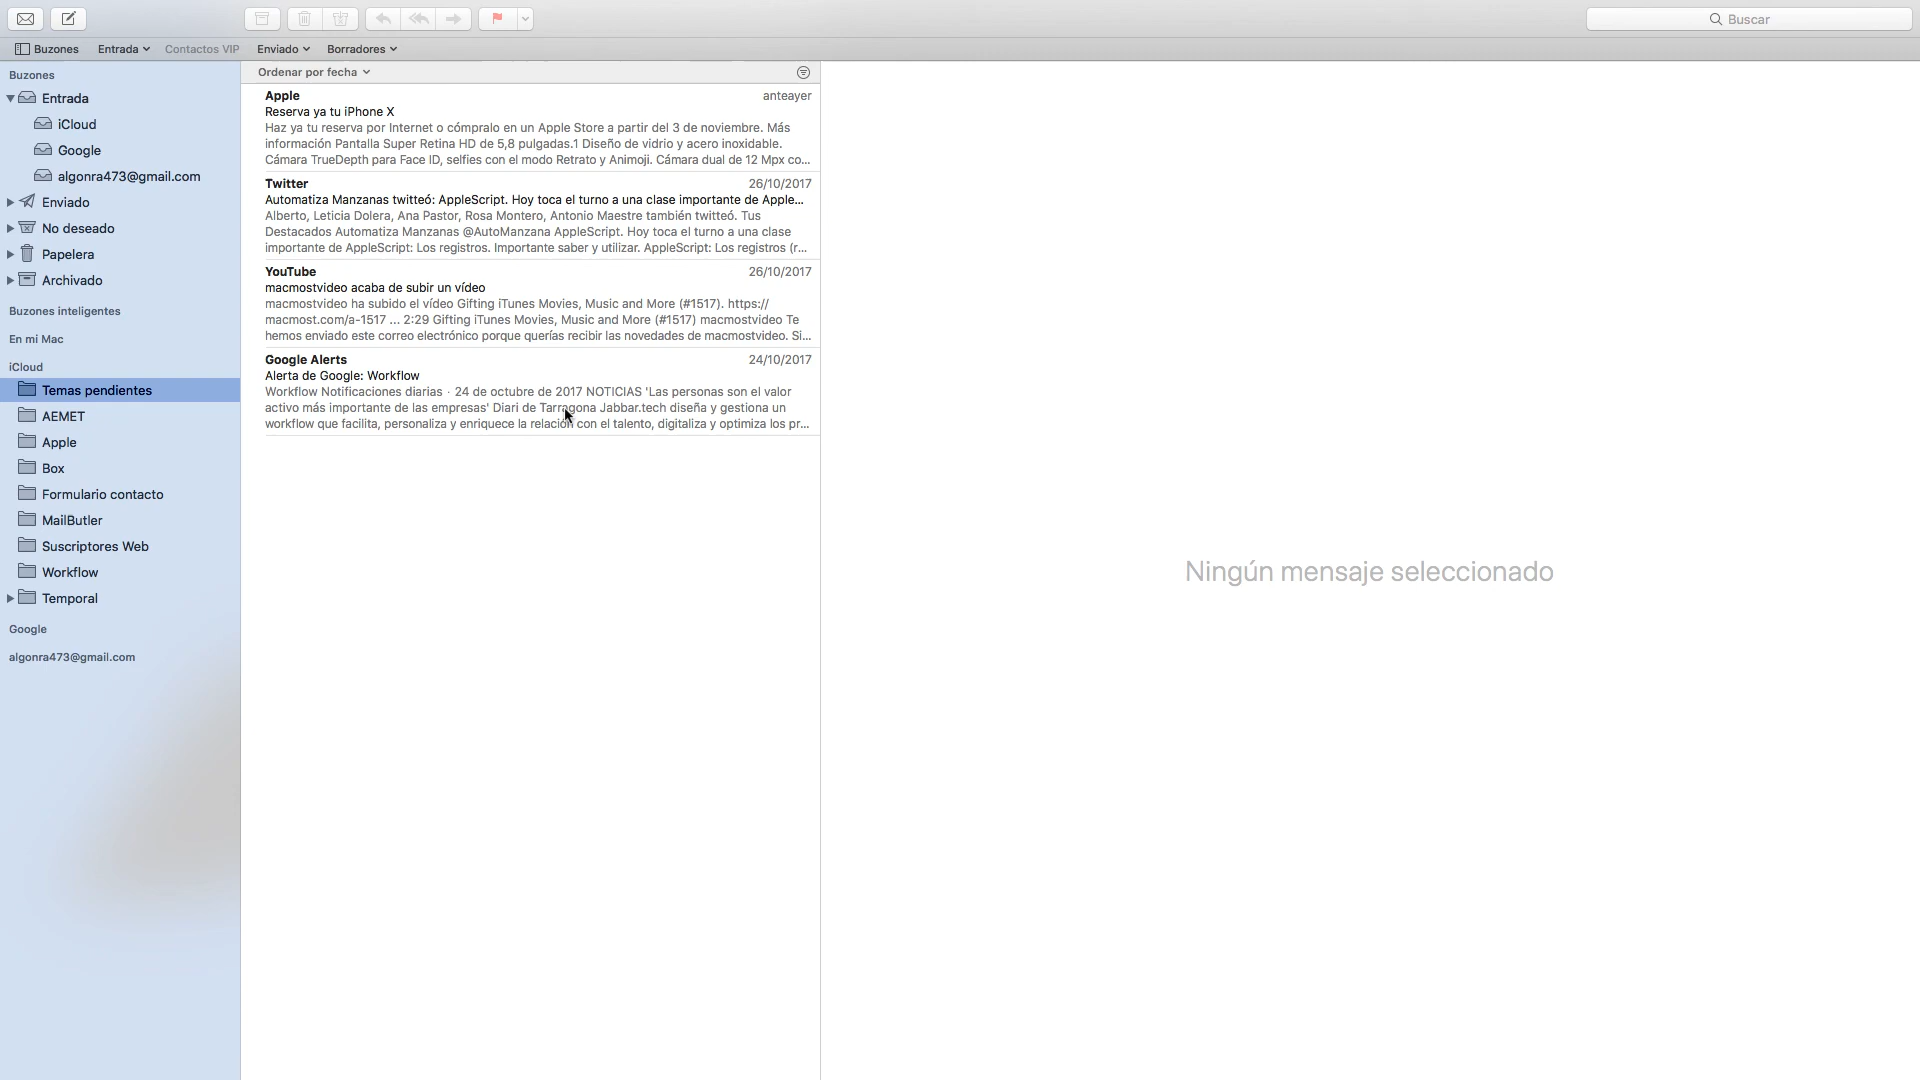 Buscar
Buzones Entrada Contactos VIP Enviado Borradores
Buzones
Entrada
iCloud
Google
algonra473@gmail.com
Enviado
No deseado
Papelera
Archivado
Buzones inteligentes
En mi Mac
iCloud
Temas pendientes
AEMET
Apple
Box
Formulario contacto
MailButler
Suscriptores Web
Workflow
Temporal
Google
algonra473@gmail.com
Ordenar por fecha
Apple anteayer
Reserva ya tu iPhone X
Haz ya tu reserva por Internet o cómpralo en un Apple Store a partir del 3 de noviembre. Más
información Pantalla Super Retina HD de 5,8 pulgadas.1 Diseño de vidrio y acero inoxidable.
Cámara TrueDepth para Face ID, selfies con el modo Retrato y Animoji. Cámara dual de 12 Mpx co...
Twitter 26/10/2017
Automatiza Manzanas twitteó: AppleScript. Hoy toca el turno a una clase importante de Apple...
Alberto, Leticia Dolera, Ana Pastor, Rosa Montero, Antonio Maestre también twitteó. Tus
Destacados Automatiza Manzanas @AutoManzana AppleScript. Hoy toca el turno a una clase
importante de AppleScript: Los registros. Importante saber y utilizar. AppleScript: Los registros (r...
YouTube 26/10/2017
macmostvideo acaba de subir un vídeo
macmostvideo ha subido el vídeo Gifting iTunes Movies, Music and More (#1517). https://
macmost.com/a-1517 ... 2:29 Gifting iTunes Movies, Music and More (#1517) macmostvideo Te
hemos enviado este correo electrónico porque querías recibir las novedades de macmostvideo. Si...
Google Alerts 24/10/2017
Alerta de Google: Workflow
Workflow Notificaciones diarias · 24 de octubre de 2017 NOTICIAS 'Las personas son el valor
activo más importante de las empresas' Diari de Tarragona Jabbar.tech diseña y gestiona un
workflow que facilita, personaliza y enriquece la relación con el talento, digitaliza y optimiza los pr...
Ningún mensaje seleccionado